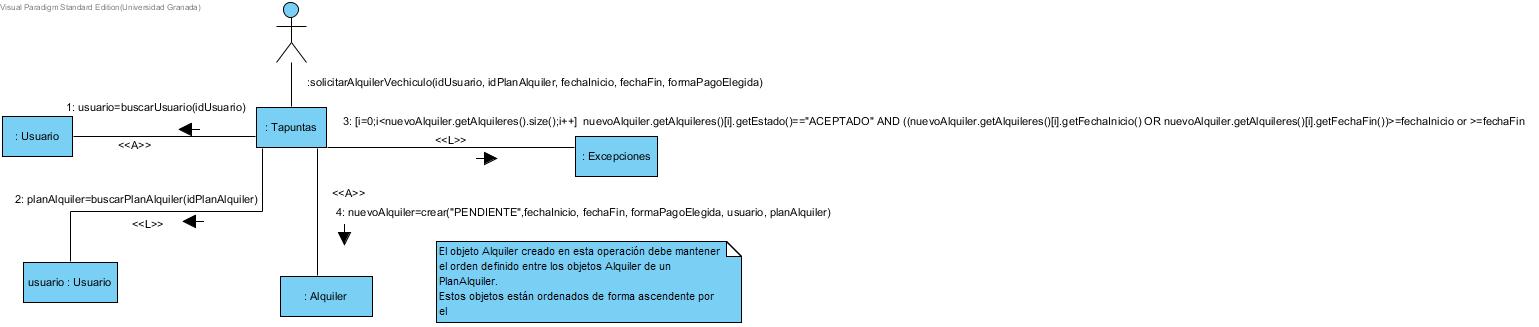 Visual Paradigm Standard Edition(Universidad Granada)
:solicitarAlquilerVechiculo(idUsuario, idPlanAlquiler, fechaInicio, fechaFin, formaPagoElegida)
1: usuario=buscarUsuario(idUsuario)
: Usuario
<<A>>
: Tapuntas
3: [i=0;i<nuevoAlquiler.getAlquileres().size();i++] nuevoAlquiler.getAlquileres()[i].getEstado()=="ACEPTADO" AND ((nuevoAlquiler.getAlquileres()[i].getFechaInicio() OR nuevoAlquiler.getAlquileres()[i].getFechaFin())>=fechaInicio or >=fechaFin
<<L>>
: Excepciones
2: planAlquiler=buscarPlanAlquiler(idPlanAlquiler)
<<L>>
usuario : Usuario
<<A>>
4: nuevoAlquiler=crear("PENDIENTE",fechaInicio, fechaFin, formaPagoElegida, usuario, planAlquiler)
: Alquiler
El objeto Alquiler creado en esta operación debe mantener
el orden definido entre los objetos Alquiler de un
PlanAlquiler.
Estos objetos están ordenados de forma ascendente por
el